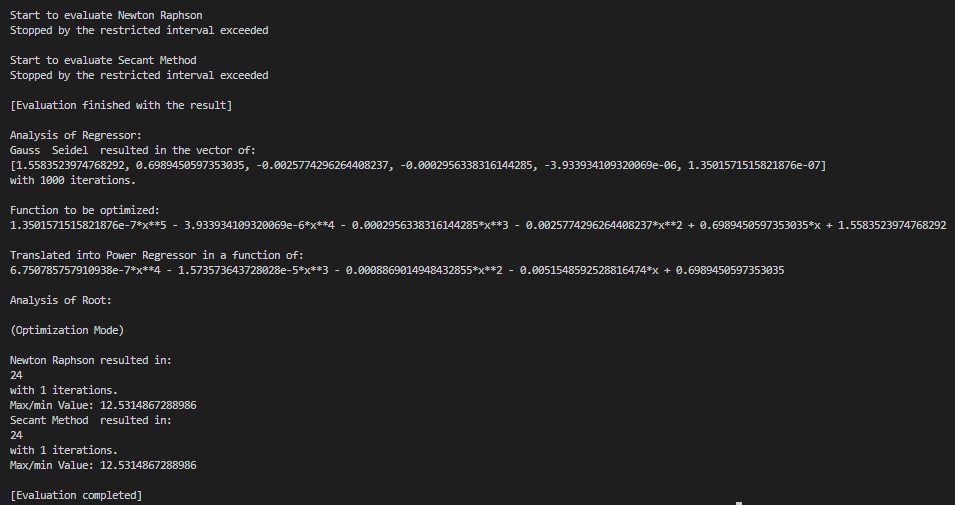 Start to evaluate Newton Raphson
Stopped by the restricted interval exceeded
Start to evaluate Secant Method
Stopped by the restricted interval exceeded
[Evaluation finished with the result]
Analysis of Regressor:
Gauss  Seidel  resulted in the vector of:
[1.5583523974768292, 0.6989450597353035, -0.0025774296264408237, -0.0002956338316144285, -3.933934109320069e-06, 1.3501571515821876e-07]
with 1000 iterations.
Function to be optimized:
1.3501571515821876e-7*x**5 - 3.933934109320069e-6*x**4 - 0.0002956338316144285*x**3 - 0.0025774296264408237*x**2 + 0.6989450597353035*x + 1.5583523974768292
Translated into Power Regressor in a function of:
6.750785757910938e-7*x**4 - 1.573573643728028e-5*x**3 - 0.0008869014948432855*x**2 - 0.0051548592528816474*x + 0.6989450597353035
Analysis of Root:
(Optimization Mode)
Newton Raphson resulted in:
24
with 1 iterations.
Max/min Value: 12.5314867288986
Secant Method  resulted in:
24
with 1 iterations.
Max/min Value: 12.5314867288986
[Evaluation completed]